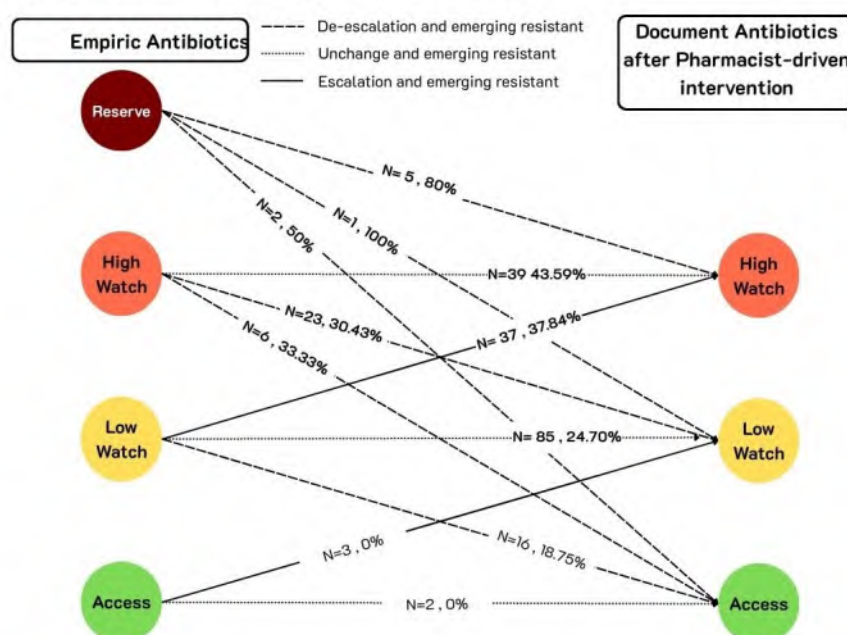 De-escalation and emerging resistant
Empiric Antibiotics
Unchange and emerging resistant
Escalation and emerging resistant
Document Antibiotics
after Pharmacist-driven
intervention
Reserve
N= 5 , 80%
N=2, 50%
N=1, 100%
High
Watch
N=39 43.59%
High
Watch
N=23, 30.43%
N= 37 , 37.84%
N=6 , 33.33%
Low
Watch
N= 85 , 24.70%
Low
Watch
N=3 , 0%
N=16 , 18.75%
Access
N=2 , 0%
Access